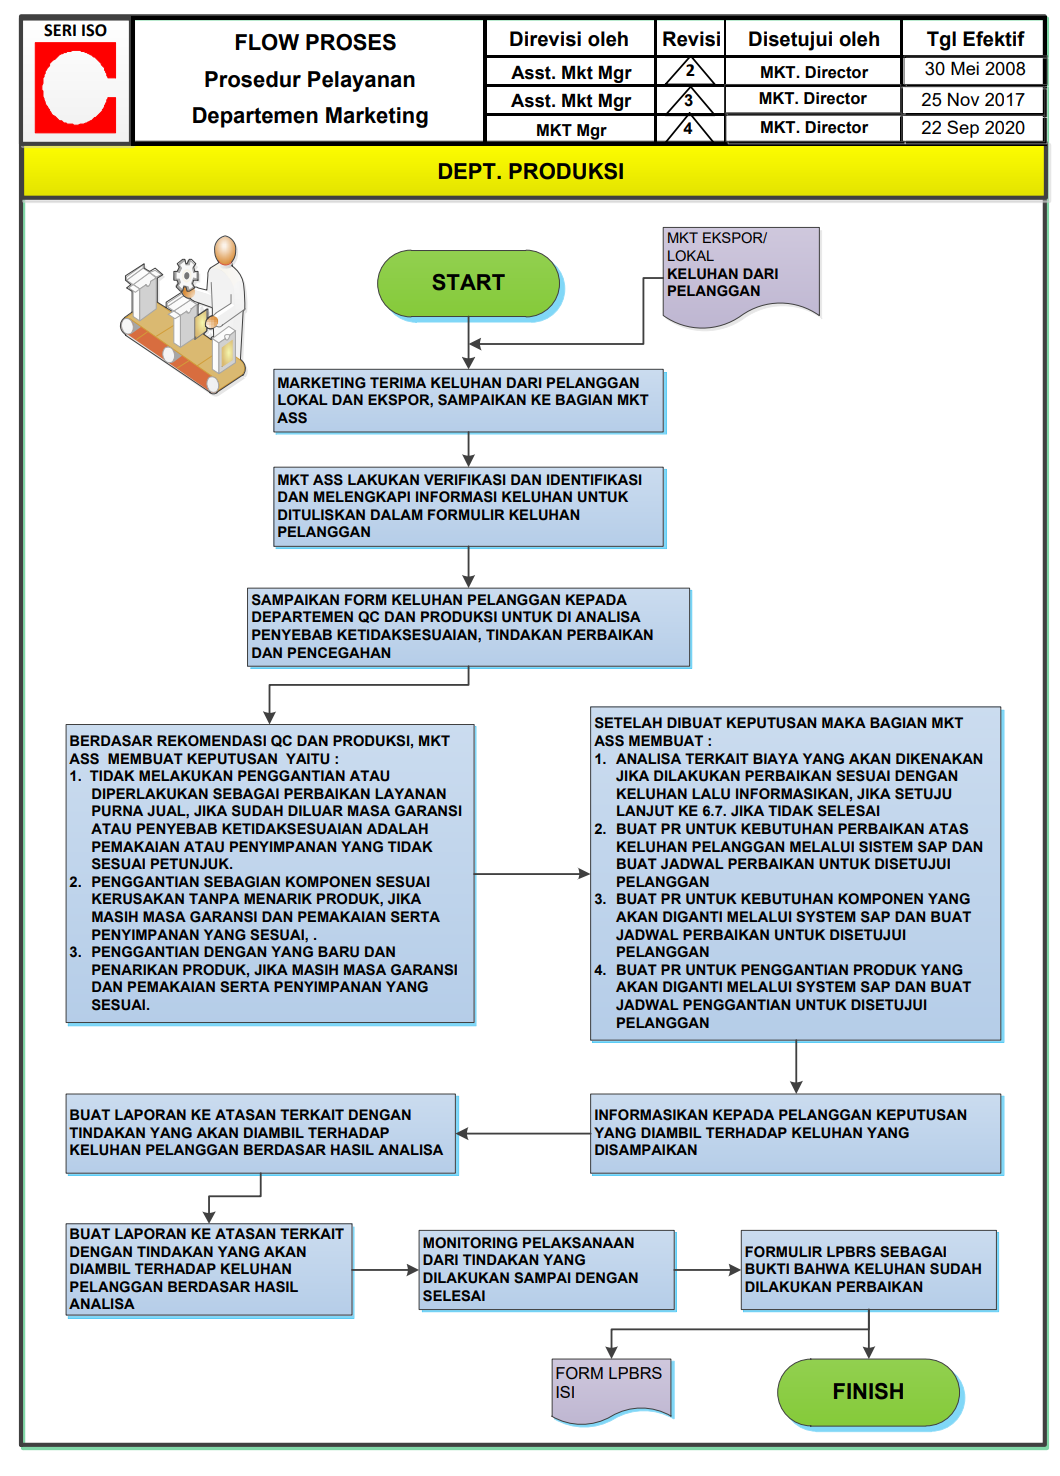 SERI ISO
FLOW PROSES
Prosedur Pelayanan
Departemen Marketing
Direvisi oleh
Revisi
Disetujui oleh
Tgl Efektif
Asst. Mkt Mgr
2
MKT. Director
30 Mei 2008
Asst. Mkt Mgr
3
MKT. Director
25 Nov 2017
MKT Mgr
4
MKT. Director
22 Sep 2020
DEPT. PRODUKSI
START
MKT EKSPOR/
LOKAL
KELUHAN DARI
PELANGGAN
MARKETING TERIMA KELUHAN DARI PELANGGAN
LOKAL DAN EKSPOR, SAMPAIKAN KE BAGIAN MKT
ASS
MKT ASS LAKUKAN VERIFIKASI DAN IDENTIFIKASI
DAN MELENGKAPI INFORMASI KELUHAN UNTUK
DITULISKAN DALAM FORMULIR KELUHAN
PELANGGAN
SAMPAIKAN FORM KELUHAN PELANGGAN KEPADA
DEPARTEMEN QC DAN PRODUKSI UNTUK DI ANALISA
PENYEBAB KETIDAKSESUAIAN, TINDAKAN PERBAIKAN
DAN PENCEGAHAN
BERDASAR REKOMENDASI QC DAN PRODUKSI, MKT
ASS MEMBUAT KEPUTUSAN YAITU :
1. TIDAK MELAKUKAN PENGGANTIAN ATAU
DIPERLAKUKAN SEBAGAI PERBAIKAN LAYANAN
PURNA JUAL, JIKA SUDAH DILUAR MASA GARANSI
ATAU PENYEBAB KETIDAKSESUAIAN ADALAH
PEMAKAIAN ATAU PENYIMPANAN YANG TIDAK
SESUAI PETUNJUK.
2. PENGGANTIAN SEBAGIAN KOMPONEN SESUAI
KERUSAKAN TANPA MENARIK PRODUK, JIKA
MASIH MASA GARANSI DAN PEMAKAIAN SERTA
PENYIMPANAN YANG SESUAI, .
3. PENGGANTIAN DENGAN YANG BARU DAN
PENARIKAN PRODUK, JIKA MASIH MASA GARANSI
DAN PEMAKAIAN SERTA PENYIMPANAN YANG
SESUAI.
SETELAH DIBUAT KEPUTUSAN MAKA BAGIAN MKT
ASS MEMBUAT :
1. ANALISA TERKAIT BIAYA YANG AKAN DIKENAKAN
JIKA DILAKUKAN PERBAIKAN SESUAI DENGAN
KELUHAN LALU INFORMASIKAN, JIKA SETUJU
LANJUT KE 6.7. JIKA TIDAK SELESAI
2. BUAT PR UNTUK KEBUTUHAN PERBAIKAN ATAS
KELUHAN PELANGGAN MELALUI SISTEM SAP DAN
BUAT JADWAL PERBAIKAN UNTUK DISETUJUI
PELANGGAN
3. BUAT PR UNTUK KEBUTUHAN KOMPONEN YANG
AKAN DIGANTI MELALUI SYSTEM SAP DAN BUAT
JADWAL PERBAIKAN UNTUK DISETUJUI
PELANGGAN
4. BUAT PR UNTUK PENGGANTIAN PRODUK YANG
AKAN DIGANTI MELALUI SYSTEM SAP DAN BUAT
JADWAL PENGGANTIAN UNTUK DISETUJUI
PELANGGAN
INFORMASIKAN KEPADA PELANGGAN KEPUTUSAN
YANG DIAMBIL TERHADAP KELUHAN YANG
DISAMPAIKAN
BUAT LAPORAN KE ATASAN TERKAIT DENGAN
TINDAKAN YANG AKAN DIAMBIL TERHADAP
KELUHAN PELANGGAN BERDASAR HASIL ANALISA
BUAT LAPORAN KE ATASAN TERKAIT
DENGAN TINDAKAN YANG AKAN
DIAMBIL TERHADAP KELUHAN
PELANGGAN BERDASAR HASIL
ANALISA
MONITORING PELAKSANAAN
DARI TINDAKAN YANG
DILAKUKAN SAMPAI DENGAN
SELESAI
FORMULIR LPBRS SEBAGAI
BUKTI BAHWA KELUHAN SUDAH
DILAKUKAN PERBAIKAN
FORM LPBRS
ISI
FINISH